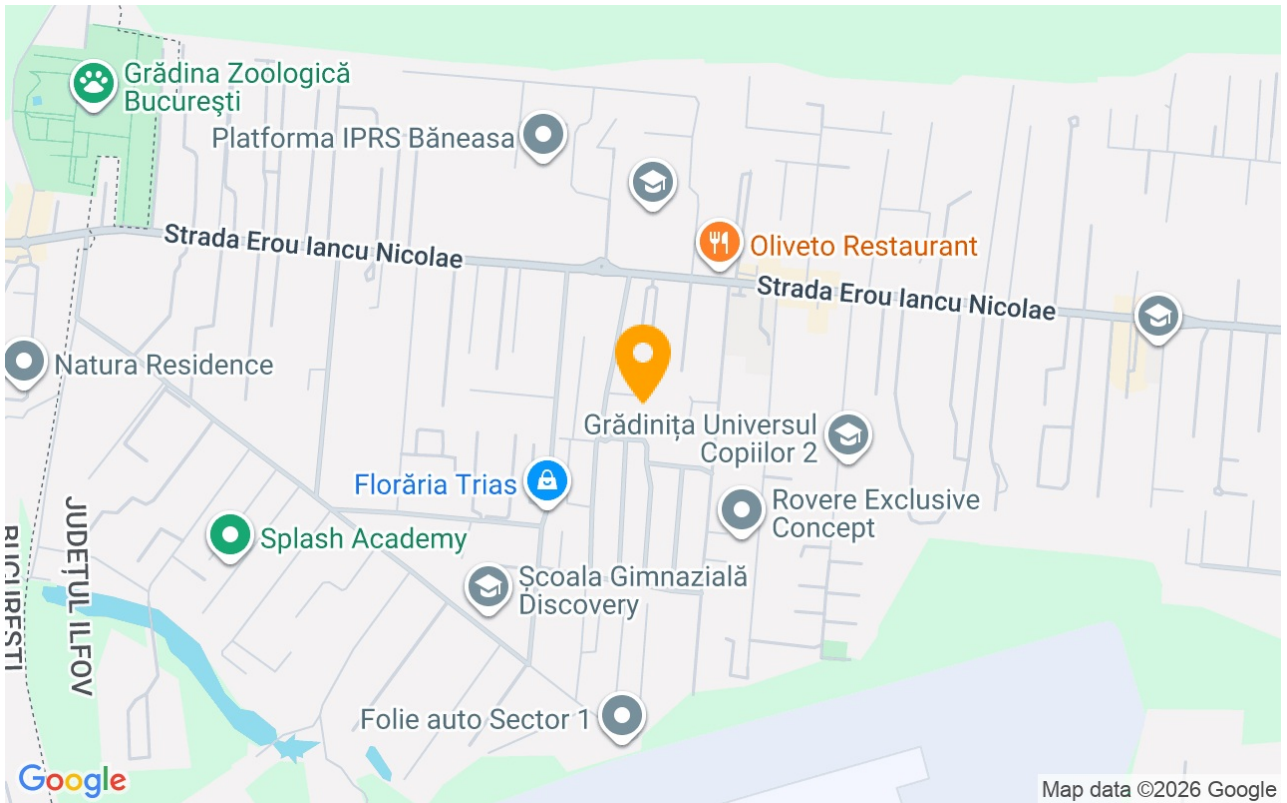 Grădina Zoologică
Bucureşti
Platforma IPRS Băneasa
Strada Erou Iancu Nicolae
Oliveto Restaurant
Strada Erou Iancu Nicolae
Natura Residence
Grădinița Universul
Copiilor 2
Florăria Trias
Rovere Exclusive
Concept
Splash Academy
Școala Gimnazială
Discovery
JUDEȚUL ILFOV
BUCUREȘTI
Folie auto Sector 1
Google
Map data ©2026 Google